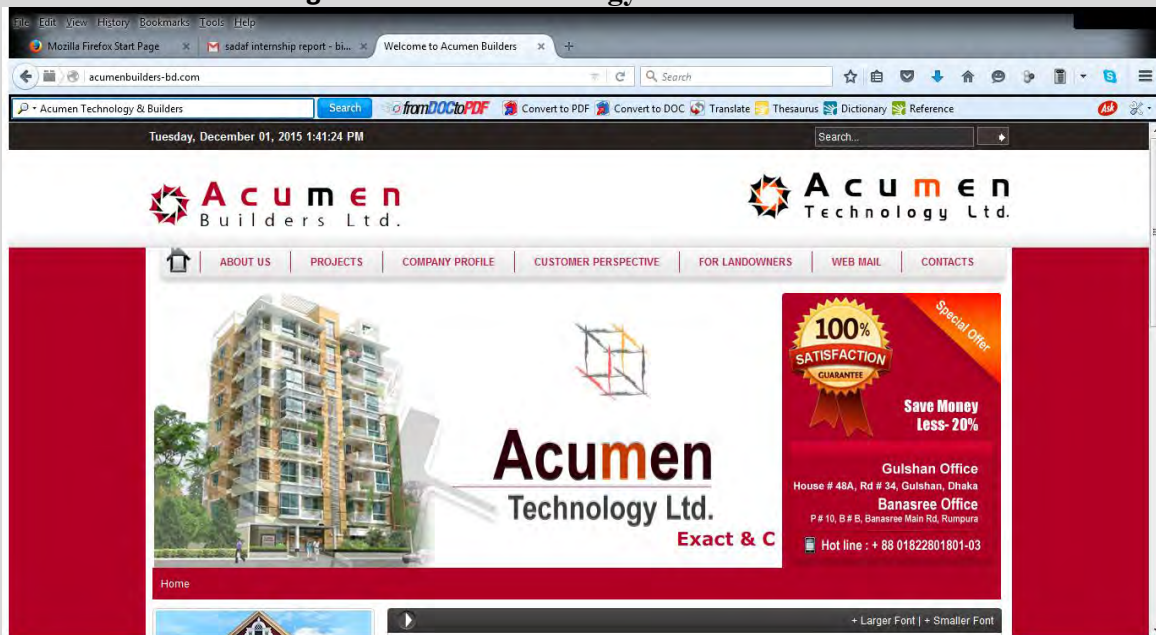 File Edit View History Bookmarks Tools Help
Mozilla Firefox Start Page × sadaf internship report - bi... × Welcome to Acumen Builders × +
acumenbuilders-bd.com Search
Acumen Technology & Builders Search fromDOCtoPDF Convert to PDF Convert to DOC Translate Thesaurus Dictionary Reference Ask
Tuesday, December 01, 2015 1:41:24 PM Search...
Acumen
Builders Ltd.
Acumen
Technology Ltd.
ABOUT US PROJECTS COMPANY PROFILE CUSTOMER PERSPECTIVE FOR LANDOWNERS WEB MAIL CONTACTS
Acumen
Technology Ltd.
Exact & C
Special Offer
100%
SATISFACTION
GUARANTEE
Save Money
Less- 20%
Gulshan Office
House # 48A, Rd # 34, Gulshan, Dhaka
Banasree Office
P # 10, B # B, Banasree Main Rd, Rumpura
Hot line : + 88 01822801801-03
Home
+ Larger Font | + Smaller Font